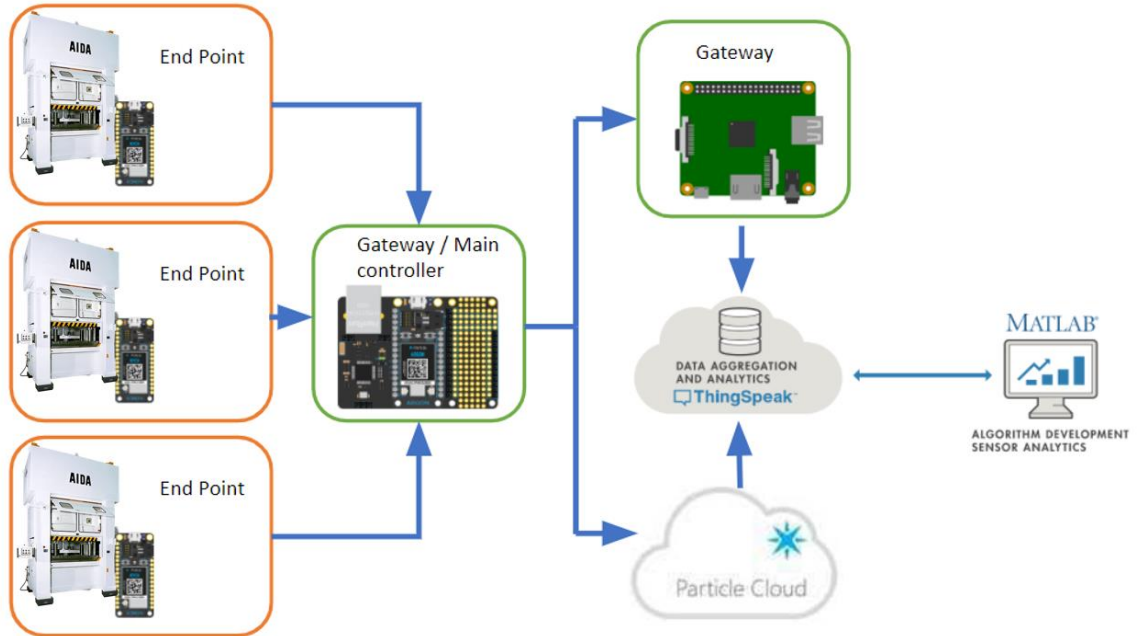 AIDA
End Point
Gateway
AIDA
End Point
Gateway / Main
controller
DATA AGGREGATION
AND ANALYTICS
ThingSpeak™
MATLAB®
ALGORITHM DEVELOPMENT
SENSOR ANALYTICS
AIDA
End Point
Particle Cloud